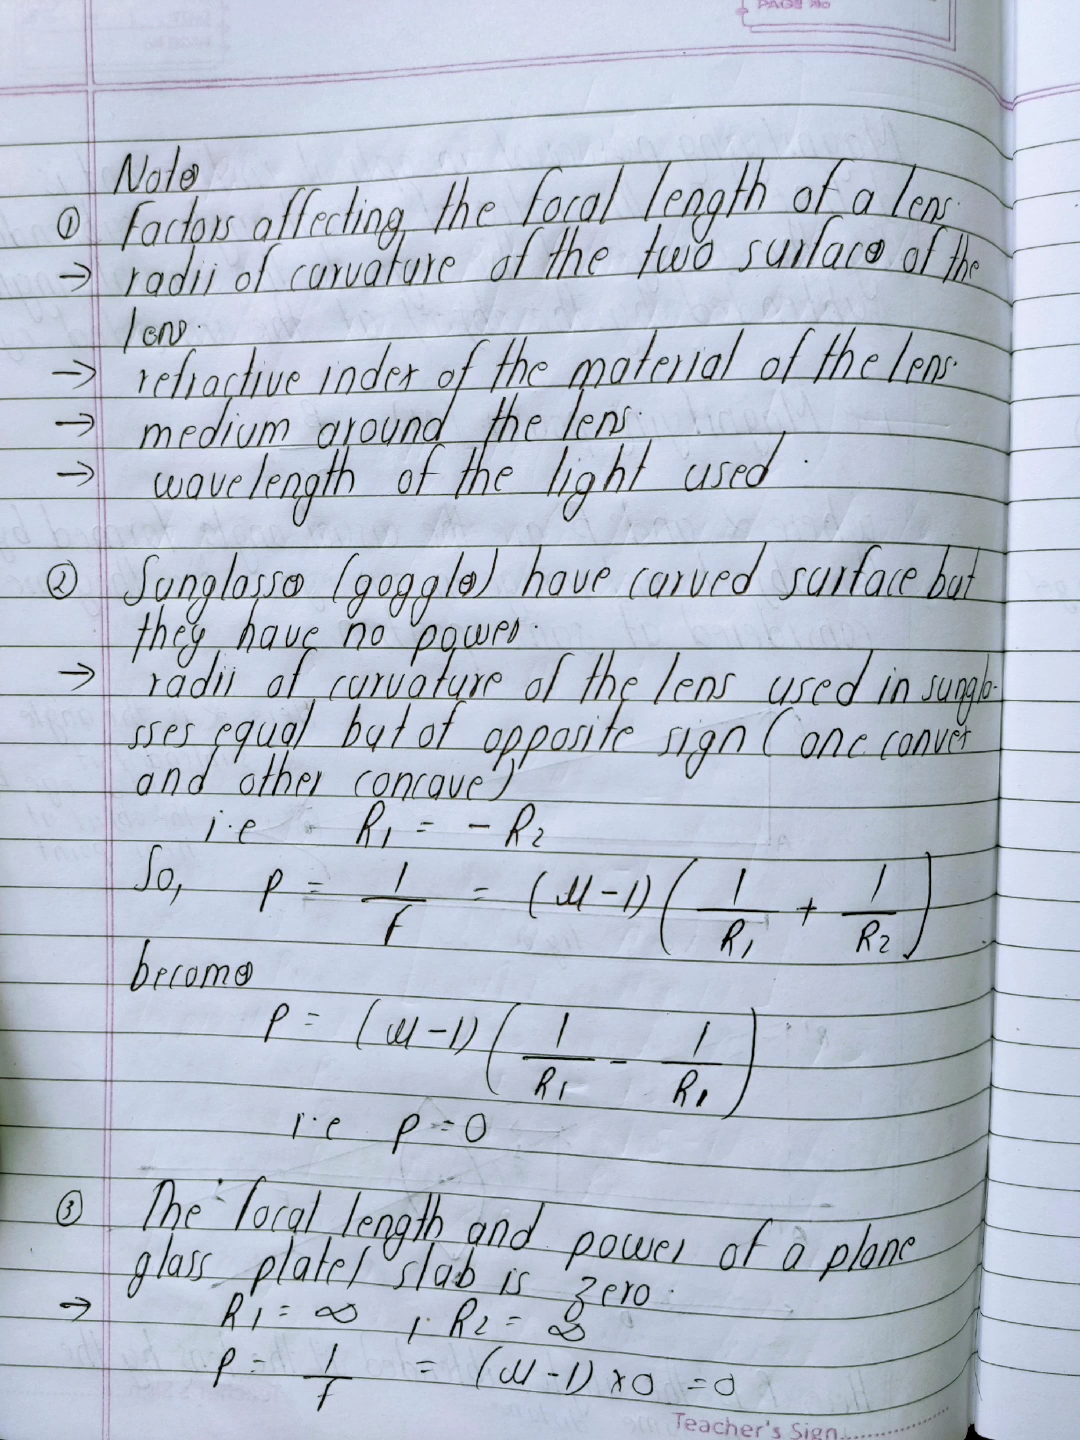 PAGE No
Note
① factors affecting the focal length of a lens.
→ radii of curvature of the two surface of the
lens.
→ refractive index of the material of the lens.
→ medium around the lens.
→ wavelength of the light used.
② Sunglasses (goggles) have curved surface but
they have no power.
→ radii of curvature of the lens used in sungla-
sses equal but of opposite sign (one convex
and other concave)
i.e R₁ = - R₂
So, P = 1/f = (μ-1)(1/R₁ + 1/R₂)
becomes
P = (μ-1)(1/R₁ - 1/R₁)
i.e P = 0
③ The focal length and power of a plane
glass plate/ slab is zero.
→ R₁ = ∞ , R₂ = ∞
P = 1/f = (μ-1) x 0 = 0
Teacher's Sign..............